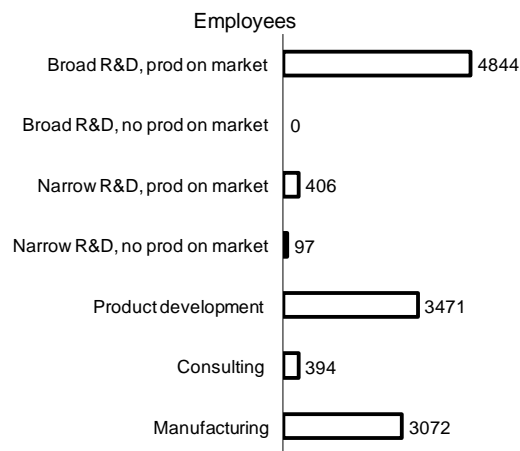 Employees
Broad R&D, prod on market 4844
Broad R&D, no prod on market 0
Narrow R&D, prod on market 406
Narrow R&D, no prod on market 97
Product development 3471
Consulting 394
Manufacturing 3072